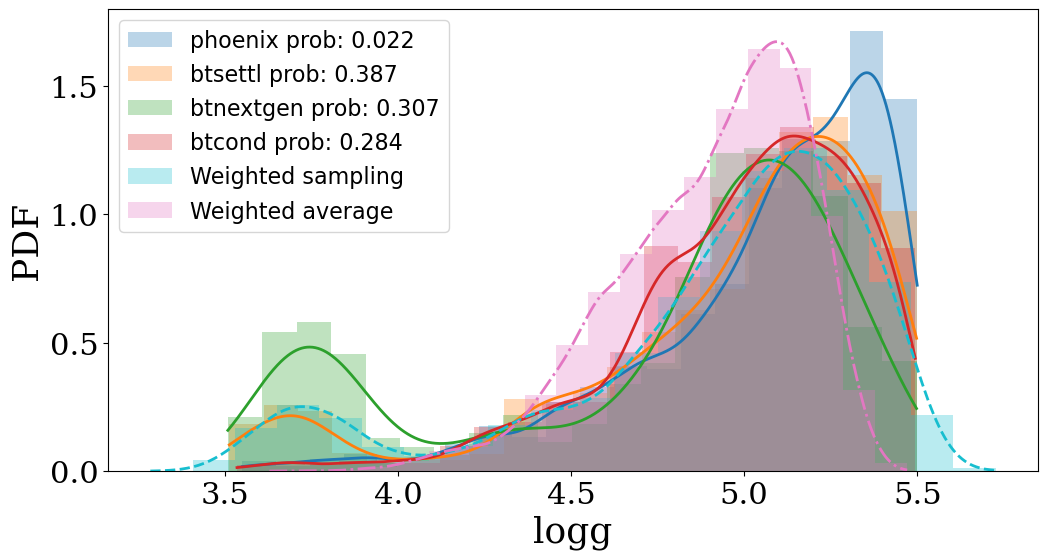 phoenix prob: 0.022
btsettl prob: 0.387
btnextgen prob: 0.307
btcond prob: 0.284
Weighted sampling
Weighted average
PDF
1.5
1.0
0.5
0.0
3.5 4.0 4.5 5.0 5.5
logg